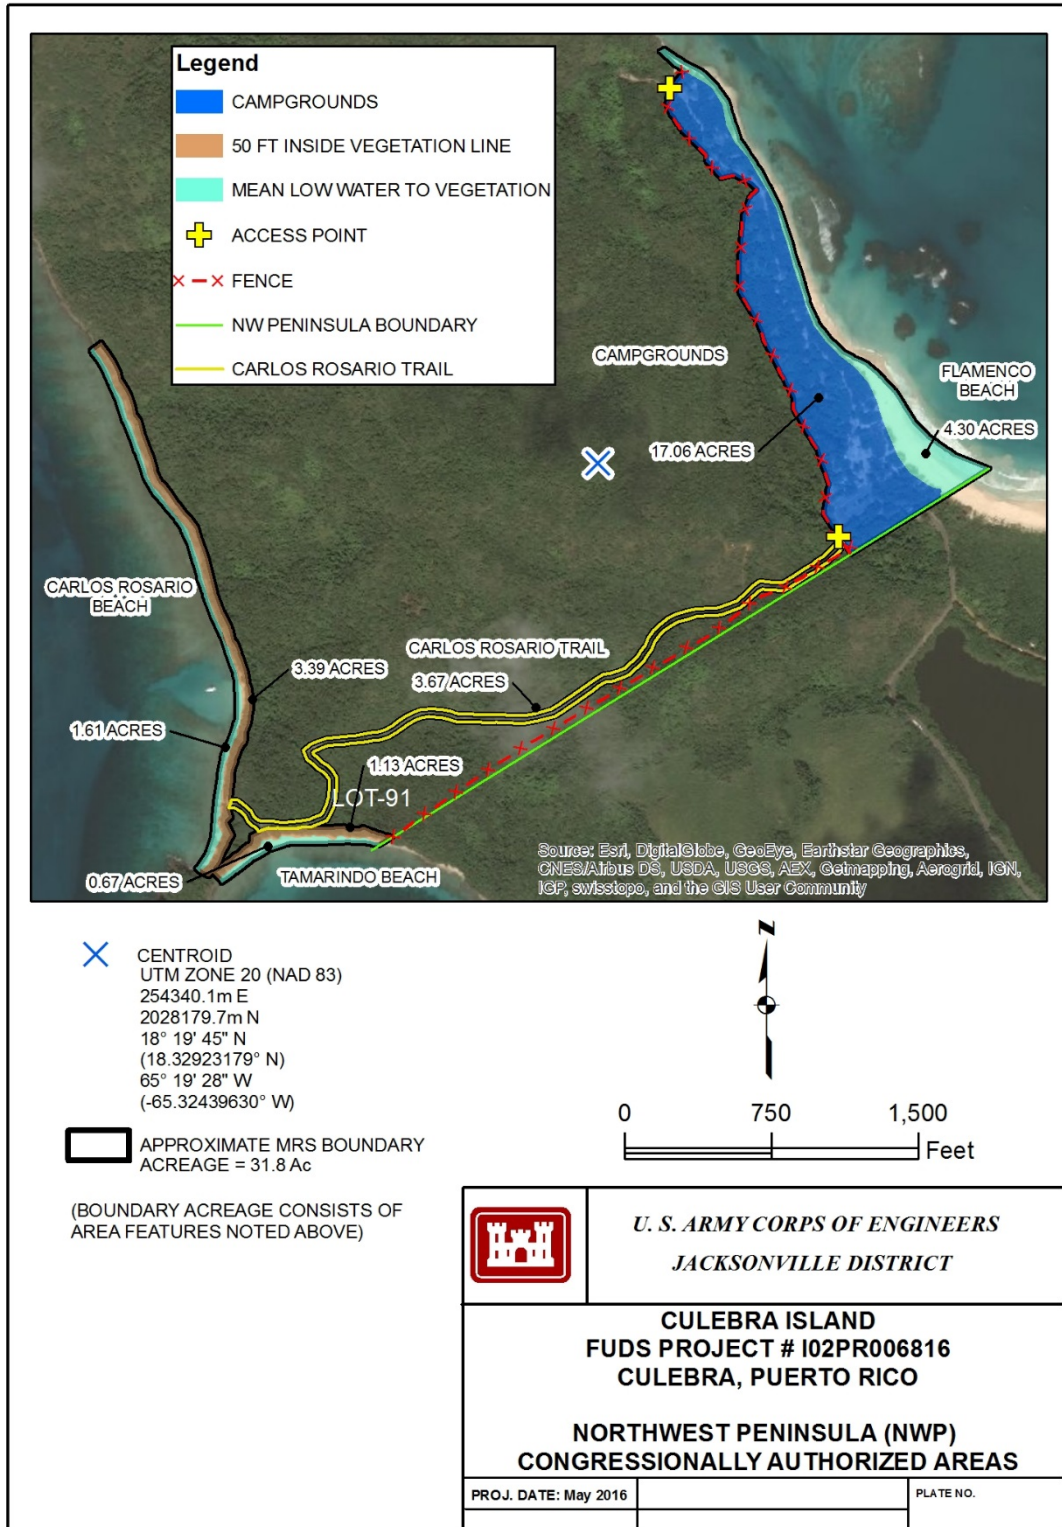 Legend
CAMPGROUNDS
50 FT INSIDE VEGETATION LINE
MEAN LOW WATER TO VEGETATION
ACCESS POINT
FENCE
NW PENINSULA BOUNDARY
CARLOS ROSARIO TRAIL
CAMPGROUNDS
FLAMENCO
BEACH
4.30 ACRES
17.06 ACRES
CARLOS ROSARIO
BEACH
CARLOS ROSARIO TRAIL
3.39 ACRES
3.67 ACRES
1.61 ACRES
1.13 ACRES
LOT-91
0.67 ACRES
TAMARINDO BEACH
Source: Esri, DigitalGlobe, GeoEye, Earthstar Geographics,
CNES/Airbus DS, USDA, USGS, AEX, Getmapping, Aerogrid, IGN,
IGP, swisstopo, and the GIS User Community
CENTROID
UTM ZONE 20 (NAD 83)
254340.1m E
2028179.7m N
18° 19' 45" N
(18.32923179° N)
65° 19' 28" W
(-65.32439630° W)
APPROXIMATE MRS BOUNDARY
ACREAGE = 31.8 Ac
(BOUNDARY ACREAGE CONSISTS OF
AREA FEATURES NOTED ABOVE)
N
0 750 1,500
Feet
U. S. ARMY CORPS OF ENGINEERS
JACKSONVILLE DISTRICT
CULEBRA ISLAND
FUDS PROJECT # I02PR006816
CULEBRA, PUERTO RICO
NORTHWEST PENINSULA (NWP)
CONGRESSIONALLY AUTHORIZED AREAS
PROJ. DATE: May 2016
PLATE NO.